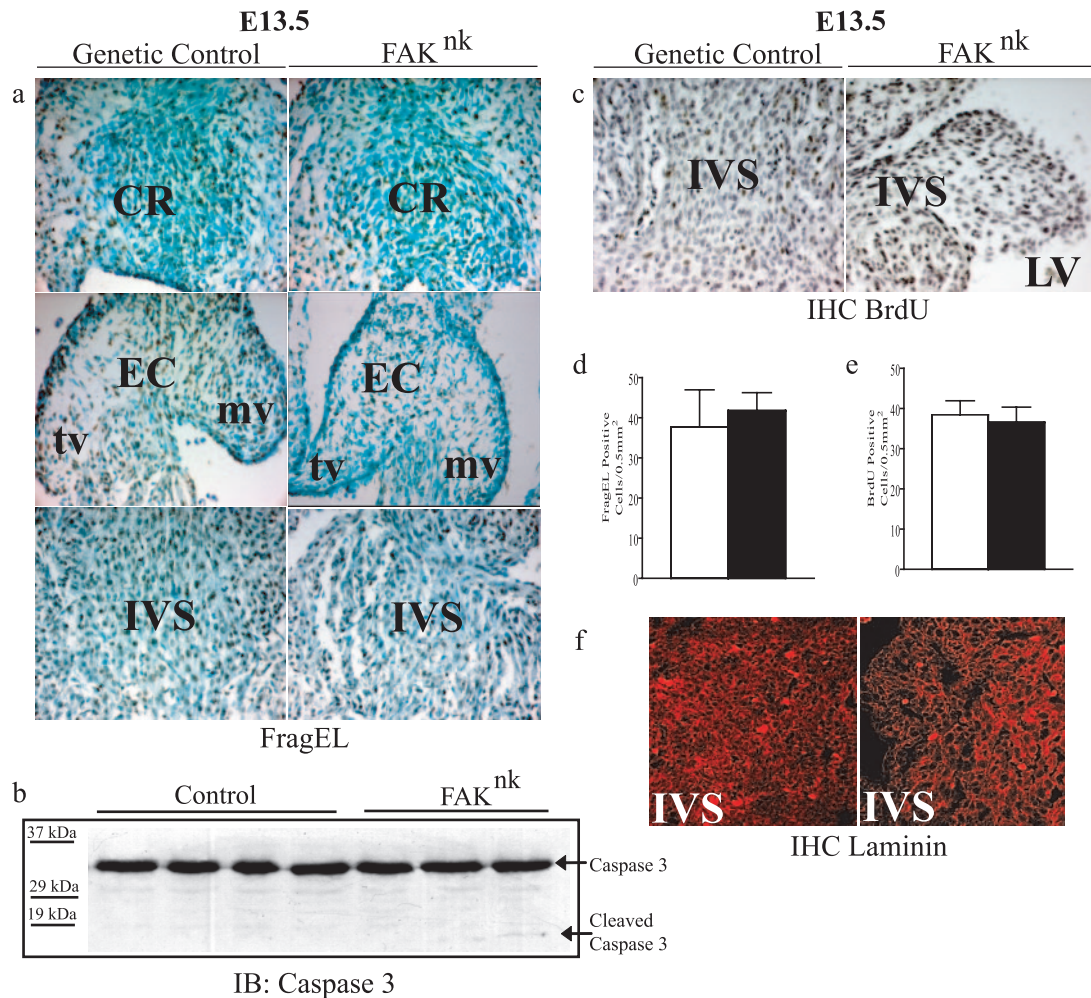 E13.5
Genetic Control FAK nk
a
CR CR
EC EC
tv mv tv mv
IVS IVS
FragEL
b
Control FAK nk
37 kDa
29 kDa
19 kDa
Caspase 3
Cleaved
Caspase 3
IB: Caspase 3
E13.5
Genetic Control FAK nk
c
IVS IVS
LV
IHC BrdU
d
FragEL Positive
Cells/0.5mm²
50
40
30
20
10
0
e
BrdU Positive
Cells/0.5mm²
50
40
30
20
10
0
f
IVS IVS
IHC Laminin